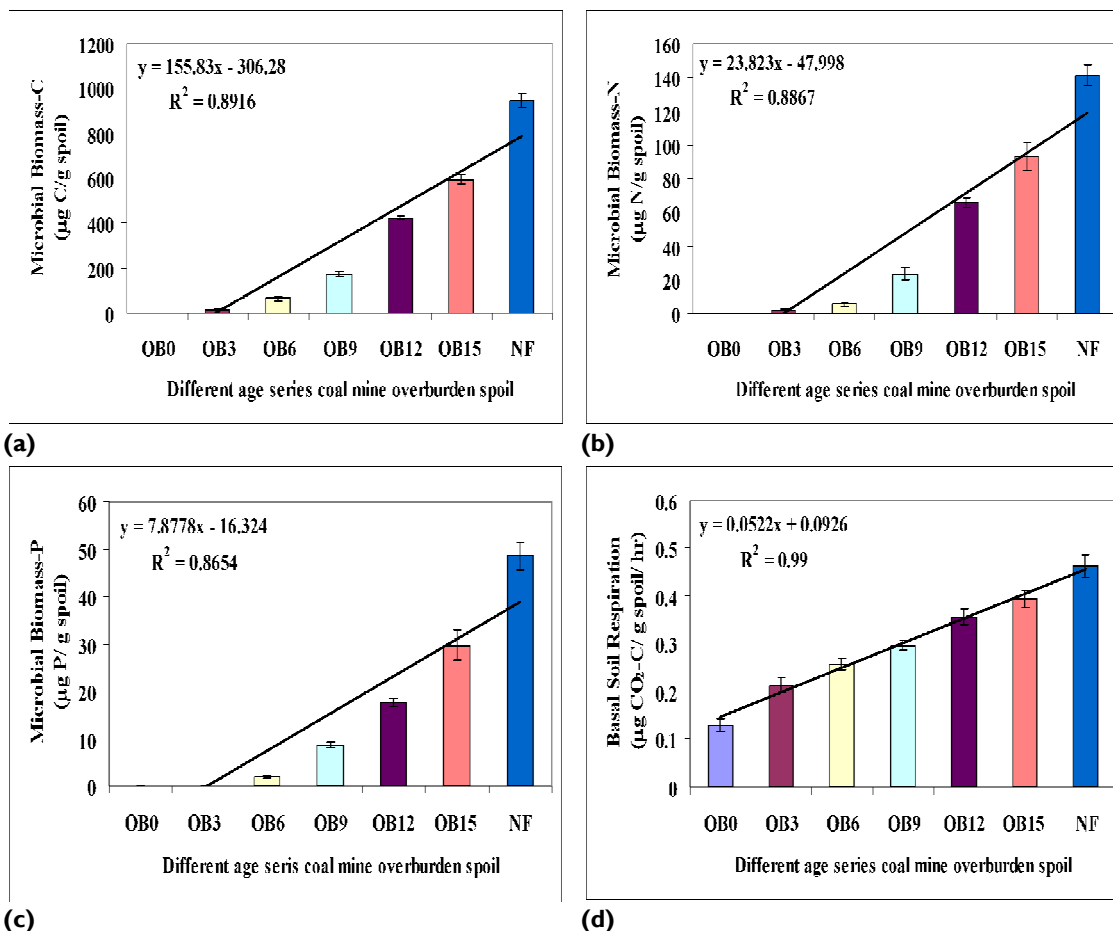 1200
1000
800
600
400
200
0
y = 155.83x - 306.28
R² = 0.8916
Microbial Biomass-C
(µg C/g spoil)
OB0 OB3 OB6 OB9 OB12 OB15 NF
Different age series coal mine overburden spoil
(a)
160
140
120
100
80
60
40
20
0
y = 23.823x - 47.998
R² = 0.8867
Microbial Biomass-N
(µg N/g spoil)
OB0 OB3 OB6 OB9 OB12 OB15 NF
Different age series coal mine overburden spoil
(b)
60
50
40
30
20
10
0
y = 7.8778x - 16.324
R² = 0.8654
Microbial Biomass-P
(µg P/ g spoil)
OB0 OB3 OB6 OB9 OB12 OB15 NF
Different age seris coal mine overburden spoil
(c)
0.6
0.5
0.4
0.3
0.2
0.1
0
y = 0.0522x + 0.0926
R² = 0.99
Basal Soil Respiration
(µg CO₂-C/ g spoil/ hr)
OB0 OB3 OB6 OB9 OB12 OB15 NF
Different age series coal mine overburden spoil
(d)